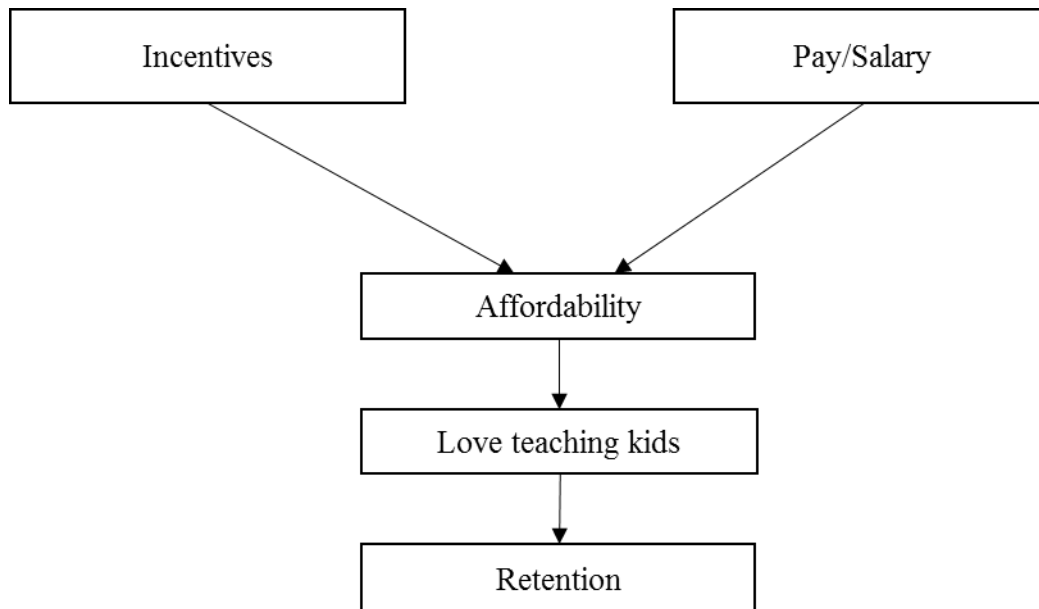 Incentives
Pay/Salary
Affordability
Love teaching kids
Retention